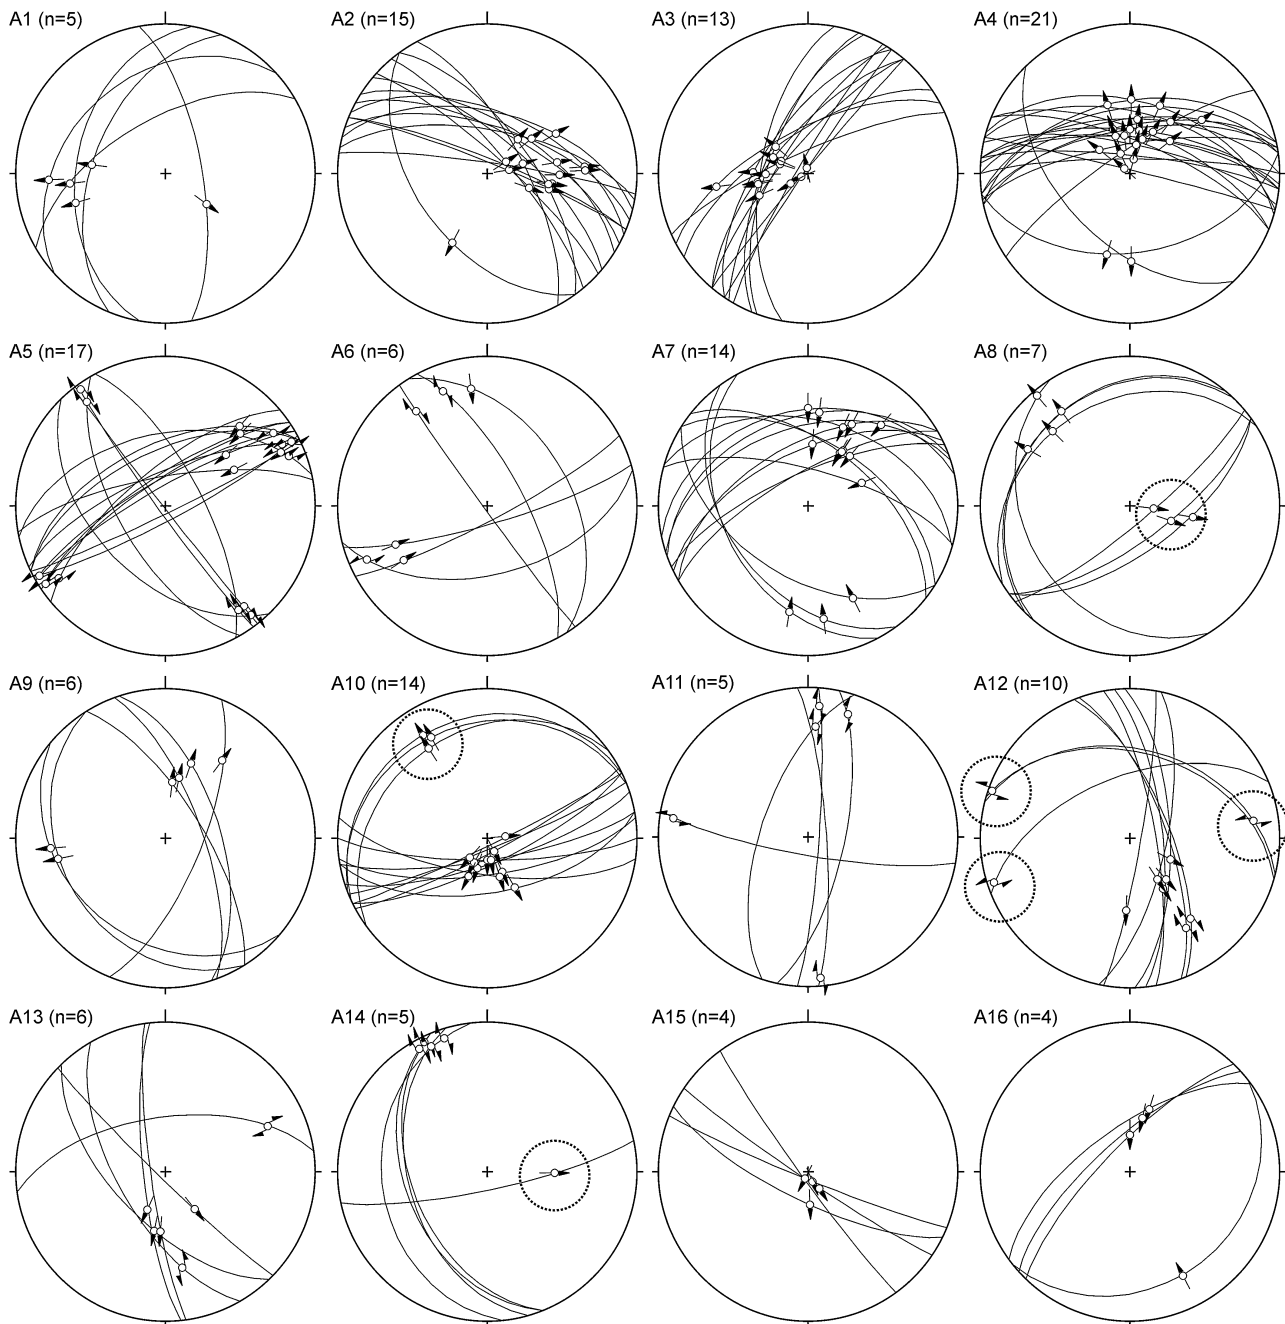 A1 (n=5)
A2 (n=15)
A3 (n=13)
A4 (n=21)
A5 (n=17)
A6 (n=6)
A7 (n=14)
A8 (n=7)
A9 (n=6)
A10 (n=14)
A11 (n=5)
A12 (n=10)
A13 (n=6)
A14 (n=5)
A15 (n=4)
A16 (n=4)